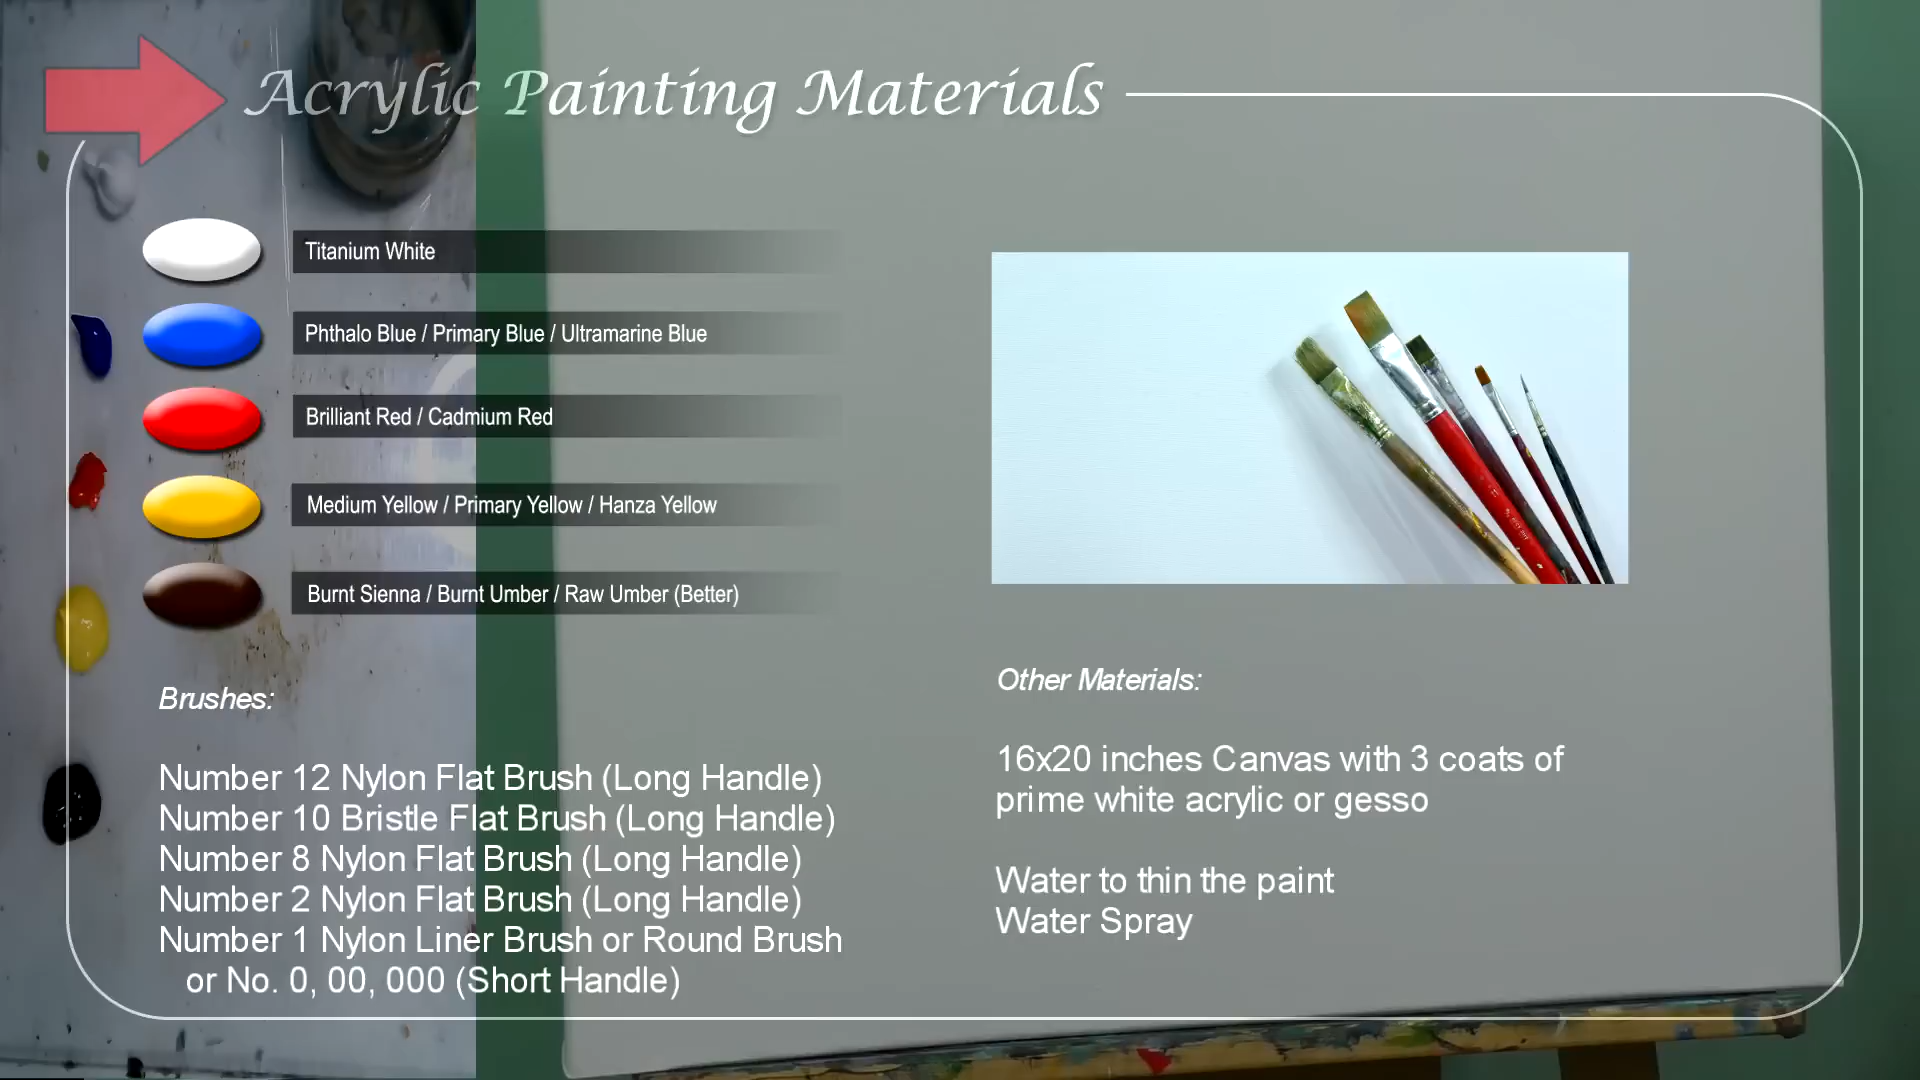 Acrylic Painting Materials
Titanium White
Phthalo Blue / Primary Blue / Ultramarine Blue
Brilliant Red / Cadmium Red
Medium Yellow / Primary Yellow / Hanza Yellow
Burnt Sienna / Burnt Umber / Raw Umber (Better)
Brushes:
Number 12 Nylon Flat Brush (Long Handle)
Number 10 Bristle Flat Brush (Long Handle)
Number 8 Nylon Flat Brush (Long Handle)
Number 2 Nylon Flat Brush (Long Handle)
Number 1 Nylon Liner Brush or Round Brush
or No. 0, 00, 000 (Short Handle)
Other Materials:
16x20 inches Canvas with 3 coats of
prime white acrylic or gesso
Water to thin the paint
Water Spray